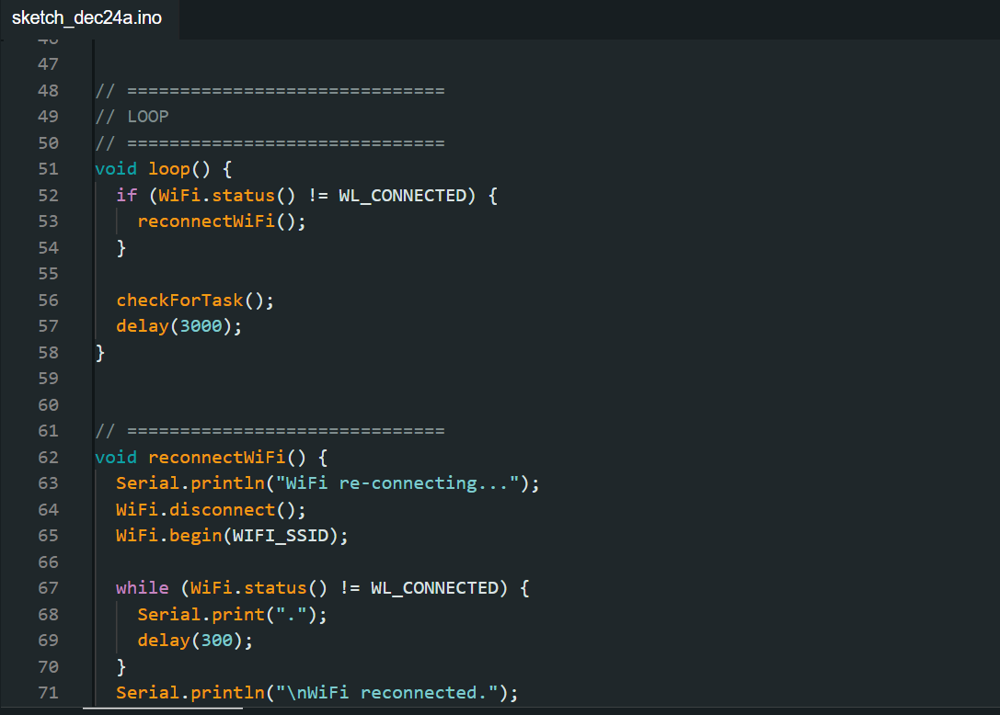 sketch_dec24a.ino
46
47
48 // ==============================
49 // LOOP
50 // ==============================
51 void loop() {
52 if (WiFi.status() != WL_CONNECTED) {
53 reconnectWiFi();
54 }
55
56 checkForTask();
57 delay(3000);
58 }
59
60
61 // ==============================
62 void reconnectWiFi() {
63 Serial.println("WiFi re-connecting...");
64 WiFi.disconnect();
65 WiFi.begin(WIFI_SSID);
66
67 while (WiFi.status() != WL_CONNECTED) {
68 Serial.print(".");
69 delay(300);
70 }
71 Serial.println("\nWiFi reconnected.");